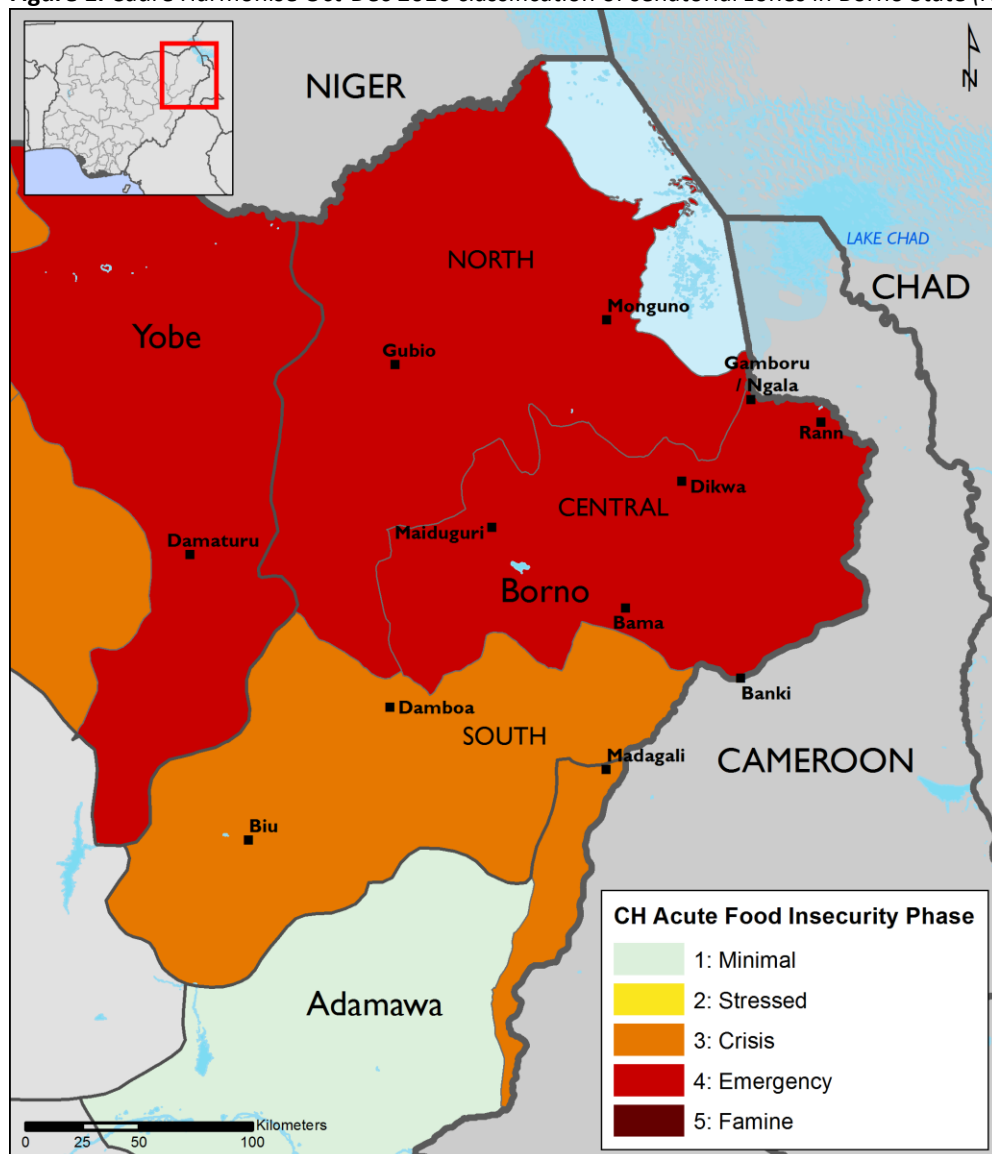 NIGER
N
NORTH
LAKE CHAD
CHAD
Monguno
Yobe
Gubio
Gamboru
/ Ngala
Rann
Dikwa
CENTRAL
Maiduguri
Damaturu
Borno
Bama
Banki
Damboa
SOUTH
Madagali
CAMEROON
Biu
Adamawa
CH Acute Food Insecurity Phase
1: Minimal
2: Stressed
3: Crisis
4: Emergency
5: Famine
Kilometers
0 25 50 100